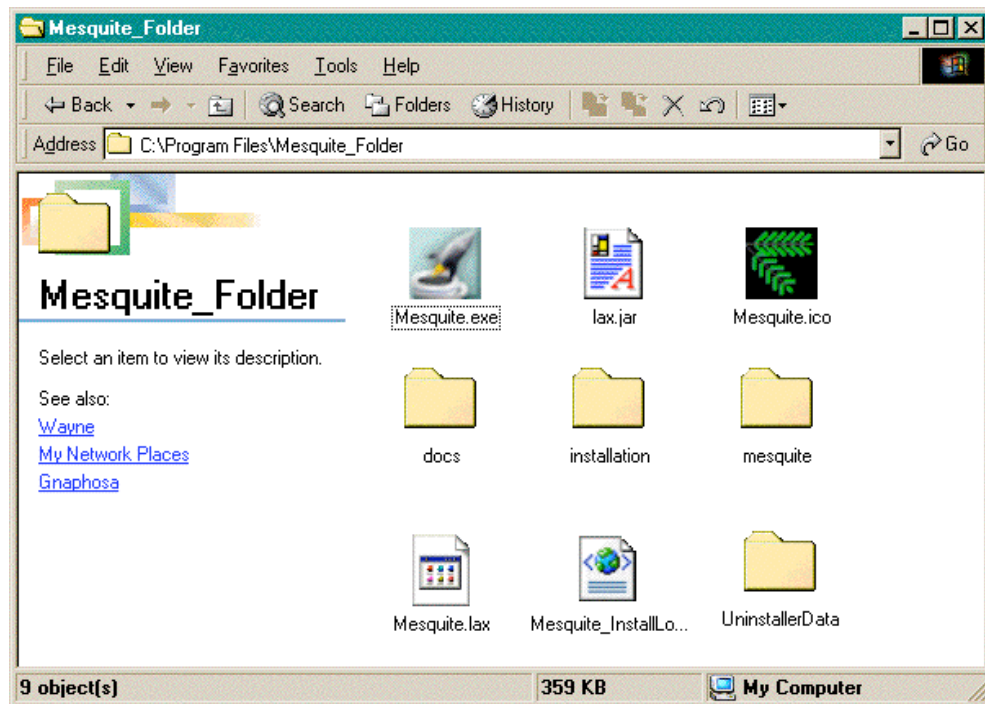 Mesquite_Folder
File Edit View Favorites Tools Help
Back Search Folders History
Address C:\Program Files\Mesquite_Folder Go
Mesquite_Folder
Select an item to view its description.
See also:
Wayne
My Network Places
Gnaphosa
Mesquite.exe lax.jar Mesquite.ico
docs installation mesquite
Mesquite.lax Mesquite_InstallLo... UninstallerData
9 object(s) 359 KB My Computer